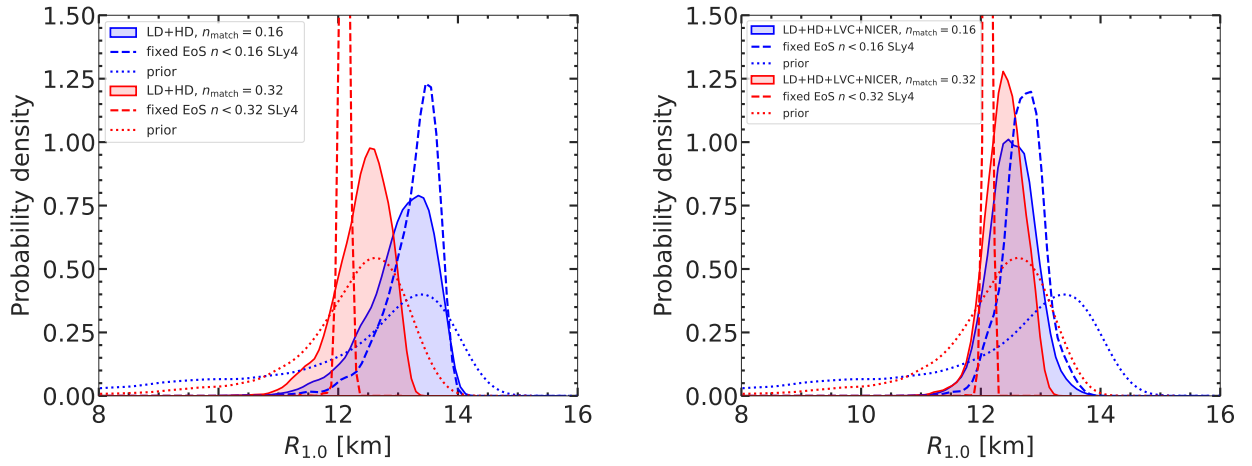 LD+HD, n_match = 0.16
fixed EoS n < 0.16 SLy4
prior
LD+HD, n_match = 0.32
fixed EoS n < 0.32 SLy4
prior
Probability density
1.50
1.25
1.00
0.75
0.50
0.25
0.00
8 10 12 14 16
R_1.0 [km]
LD+HD+LVC+NICER, n_match = 0.16
fixed EoS n < 0.16 SLy4
prior
LD+HD+LVC+NICER, n_match = 0.32
fixed EoS n < 0.32 SLy4
prior
Probability density
1.50
1.25
1.00
0.75
0.50
0.25
0.00
8 10 12 14 16
R_1.0 [km]